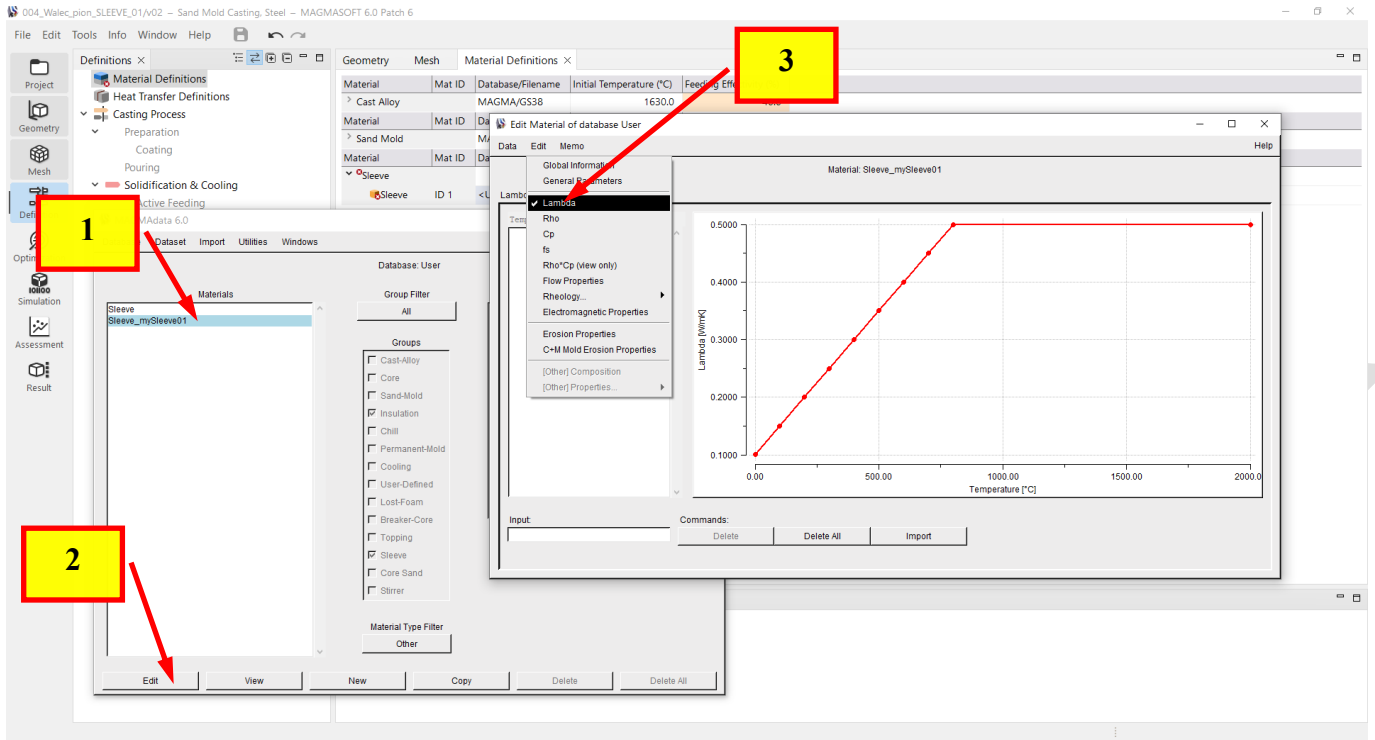 004_Walec_pion_SLEEVE_01/v02 – Sand Mold Casting, Steel – MAGMASOFT 6.0 Patch 6
File Edit Tools Info Window Help
Project
Geometry
Mesh
Simulation
Assessment
Result
Definitions
Material Definitions
Heat Transfer Definitions
Casting Process
Preparation
Coating
Pouring
Solidification & Cooling
Active Feeding
Geometry Mesh Material Definitions
Material Mat ID Database/Filename Initial Temperature (°C) Feeding
Cast Alloy MAGMA/GS38 1630.0
Material Mat ID
Sand Mold
Material Mat ID
Sleeve
Sleeve ID 1
1
2
3
MAdata 6.0
Dataset Import Utilities Windows
Database: User
Materials
Sleeve
Sleeve_mySleeve01
Group Filter
All
Groups
Cast-Alloy
Core
Sand-Mold
Insulation
Chill
Permanent-Mold
Cooling
User-Defined
Lost-Foam
Breaker-Core
Topping
Sleeve
Core Sand
Stirrer
Material Type Filter
Other
Edit View New Copy Delete Delete All
Edit Material of database User
Data Edit Memo Help
Material: Sleeve_mySleeve01
Global Information
General Parameters
Lambda
Rho
Cp
fs
Rho*Cp (view only)
Flow Properties
Rheology...
Electromagnetic Properties
Erosion Properties
C+M Mold Erosion Properties
[Other] Composition
[Other] Properties...
0.5000
0.4000
0.3000
0.2000
0.1000
Lambda [W/mK]
0.00 500.00 1000.00 1500.00 2000.0
Temperature [°C]
Input:
Commands:
Delete Delete All Import